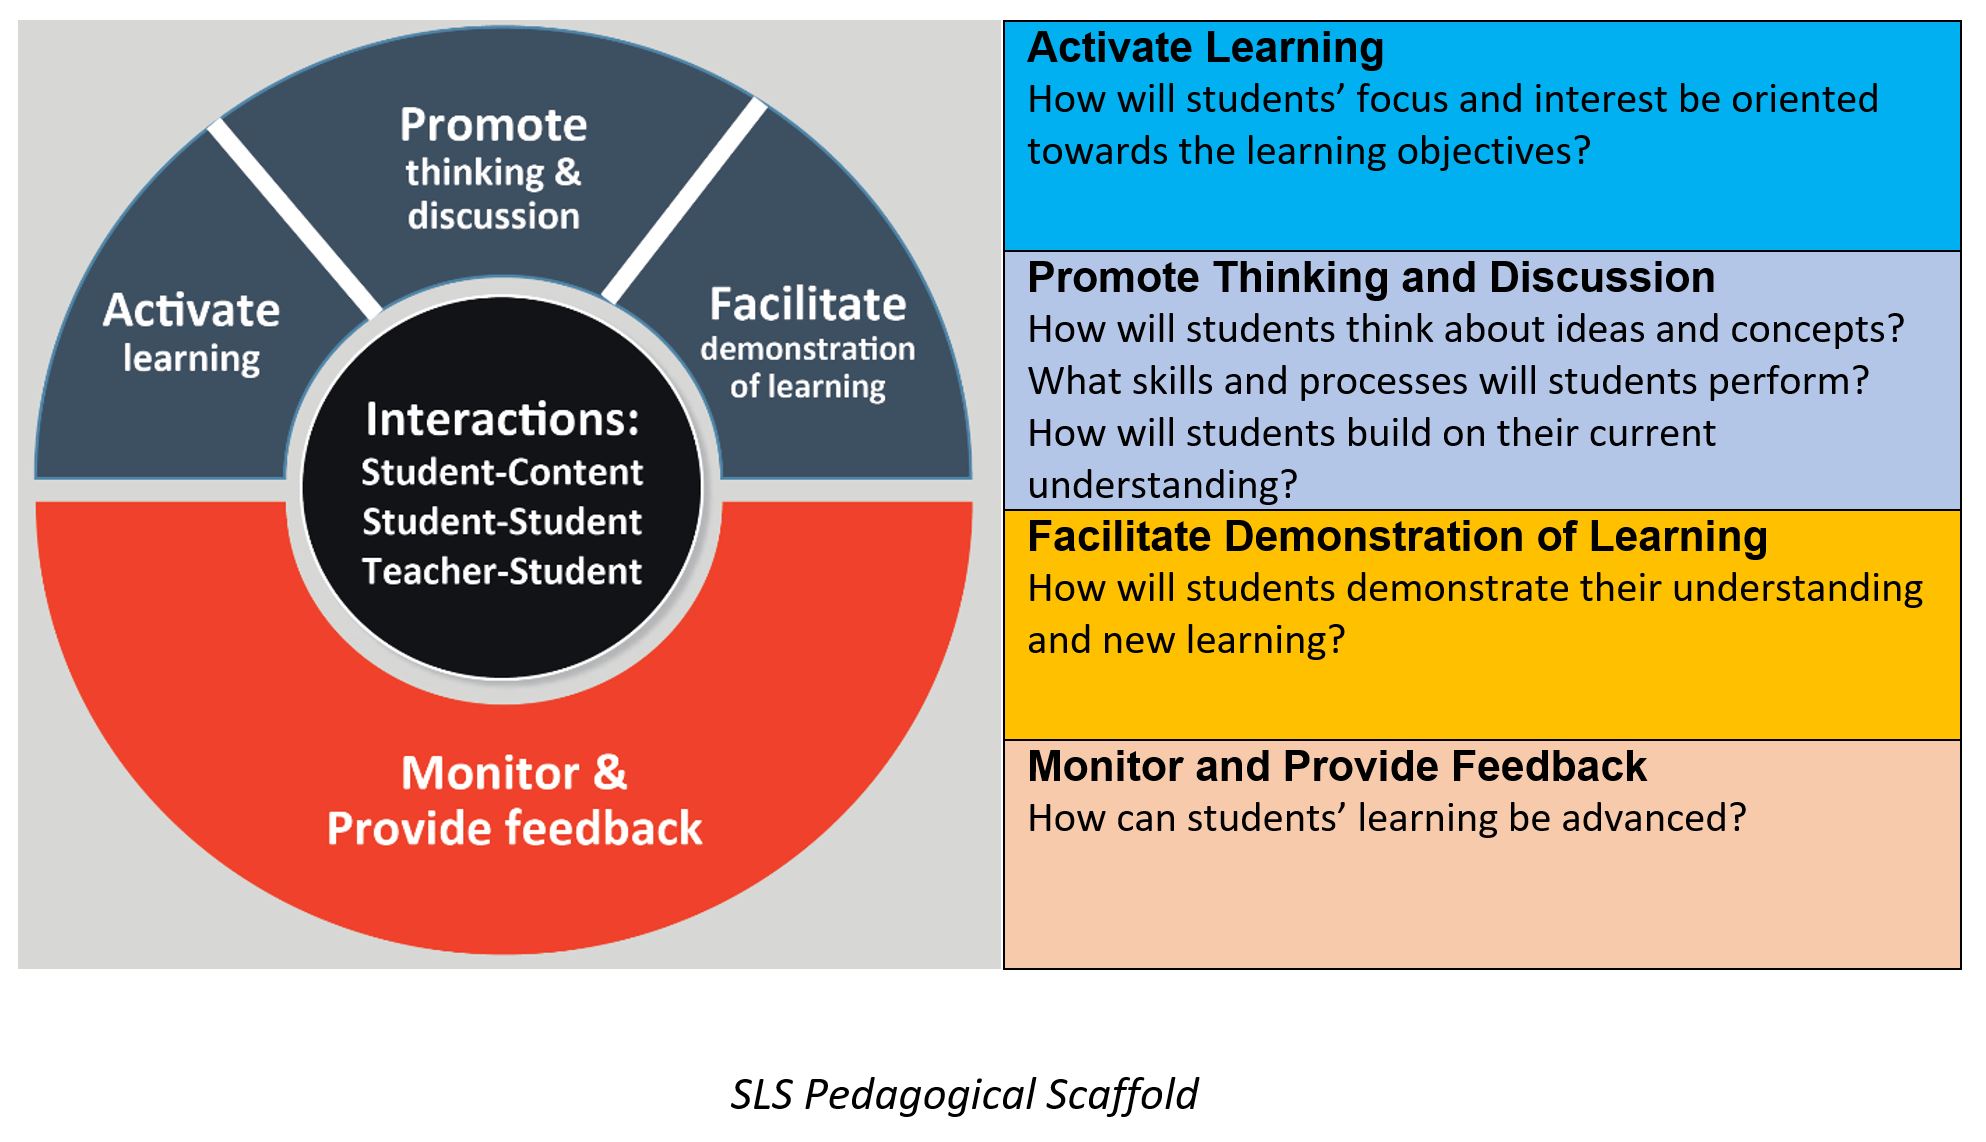 Promote
thinking &
discussion
Activate
learning
Facilitate
demonstration
of learning
Interactions:
Student-Content
Student-Student
Teacher-Student
Monitor &
Provide feedback
Activate Learning
How will students’ focus and interest be oriented
towards the learning objectives?
Promote Thinking and Discussion
How will students think about ideas and concepts?
What skills and processes will students perform?
How will students build on their current
understanding?
Facilitate Demonstration of Learning
How will students demonstrate their understanding
and new learning?
Monitor and Provide Feedback
How can students’ learning be advanced?
SLS Pedagogical Scaffold